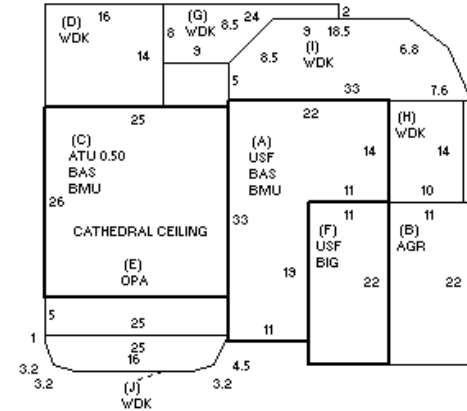 (D) 16 (G) 24 2
WDK WDK 8.5 9 18.5
8 (I) 6.8
14 9 8.5 WDK
5 33 7.6
25 22 (H)
(C) (A) WDK
ATU 0.50 USF 14 14
BAS BAS
BMU BMU 11 10
26 11 11
33 (F) (B)
CATHEDRAL CEILING USF AGR
BIG
(E) 19
OPA 22 22
5
25 11
1
25
3.2 16 4.5
3.2 3.2
(J)
WDK